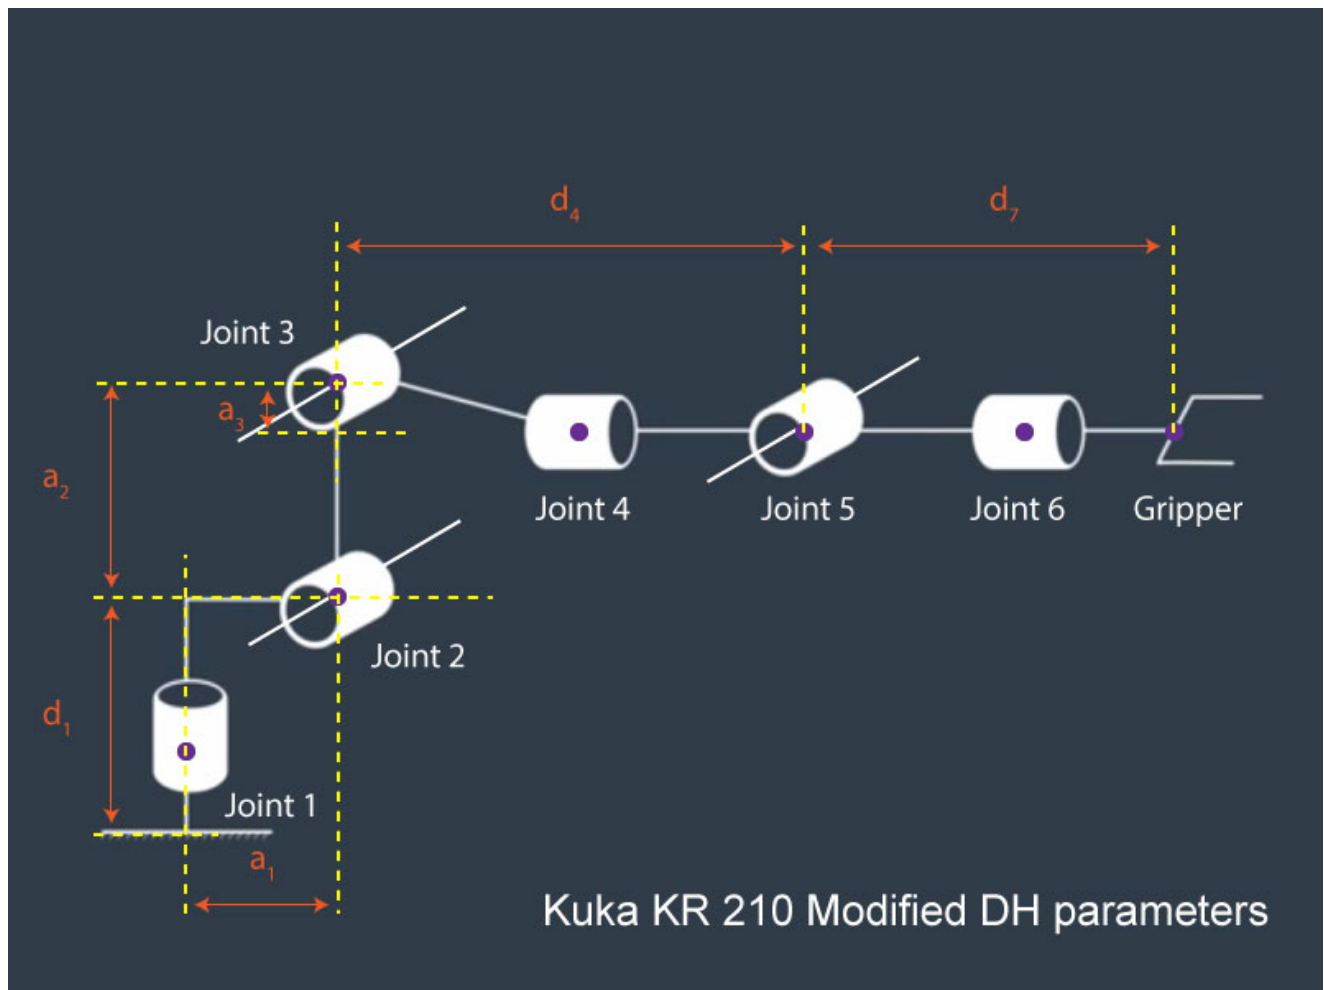 d₄
d₇
Joint 3
a₃
a₂
Joint 4
Joint 5
Joint 6
Gripper
Joint 2
d₁
Joint 1
a₁
Kuka KR 210 Modified DH parameters